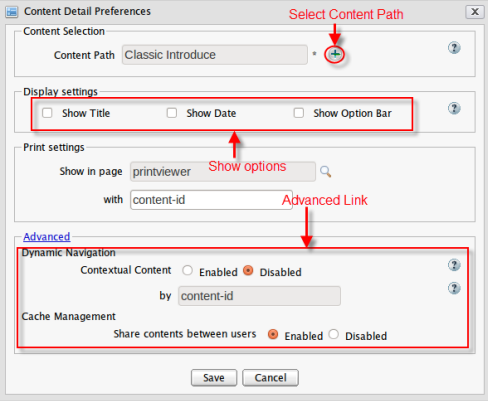 Content Detail Preferences
X
Select Content Path
Content Selection
Content Path Classic Introduce * +
?
Display settings
Show Title Show Date Show Option Bar
?
Show options
Print settings
Show in page printviewer
with content-id
Advanced Link
Advanced
Dynamic Navigation
Contextual Content Enabled Disabled
?
by content-id
?
Cache Management
Share contents between users Enabled Disabled
Save Cancel